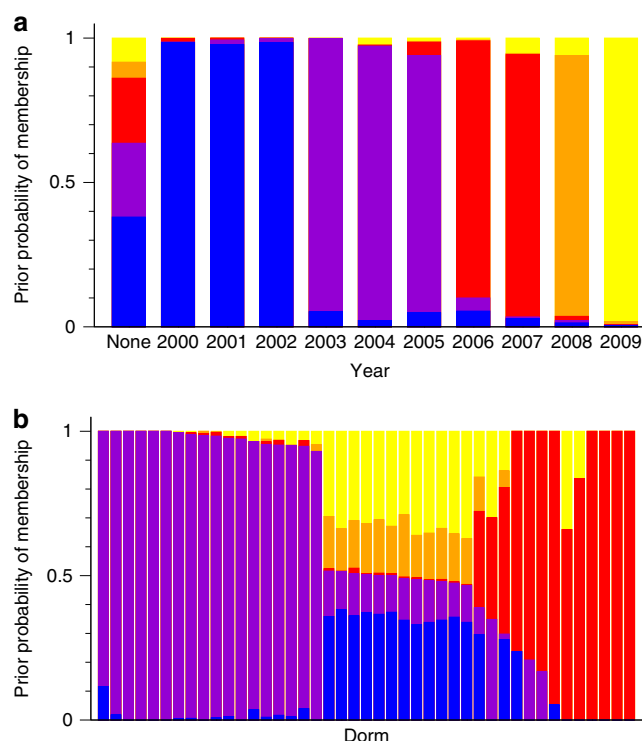 a
Prior probability of membership
1
0.5
0
None 2000 2001 2002 2003 2004 2005 2006 2007 2008 2009
Year
b
Prior probability of membership
1
0.5
0
Dorm